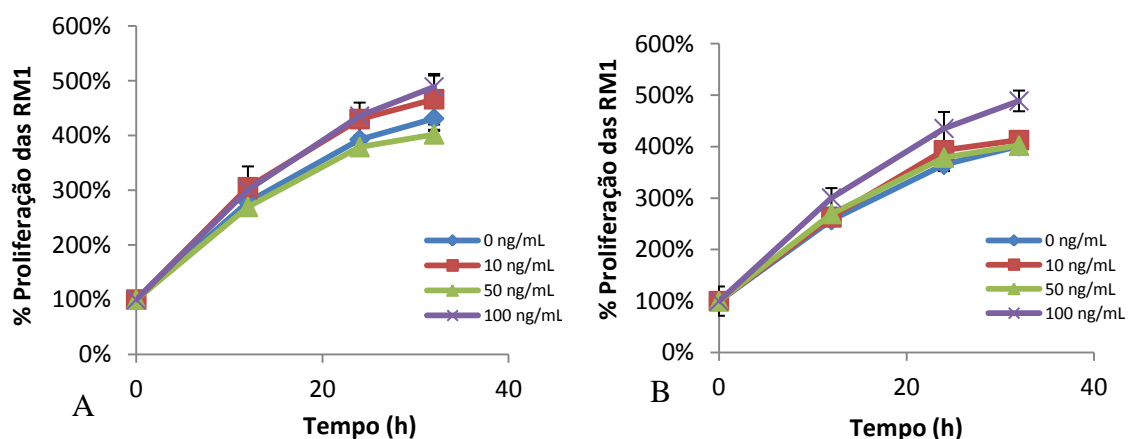 % Proliferação das RM1
600%
500%
400%
300%
200%
100%
0%
0
20
40
Tempo (h)
0 ng/mL
10 ng/mL
50 ng/mL
100 ng/mL
A
% Proliferação das RM1
600%
500%
400%
300%
200%
100%
0%
0
20
40
Tempo (h)
0 ng/mL
10 ng/mL
50 ng/mL
100 ng/mL
B